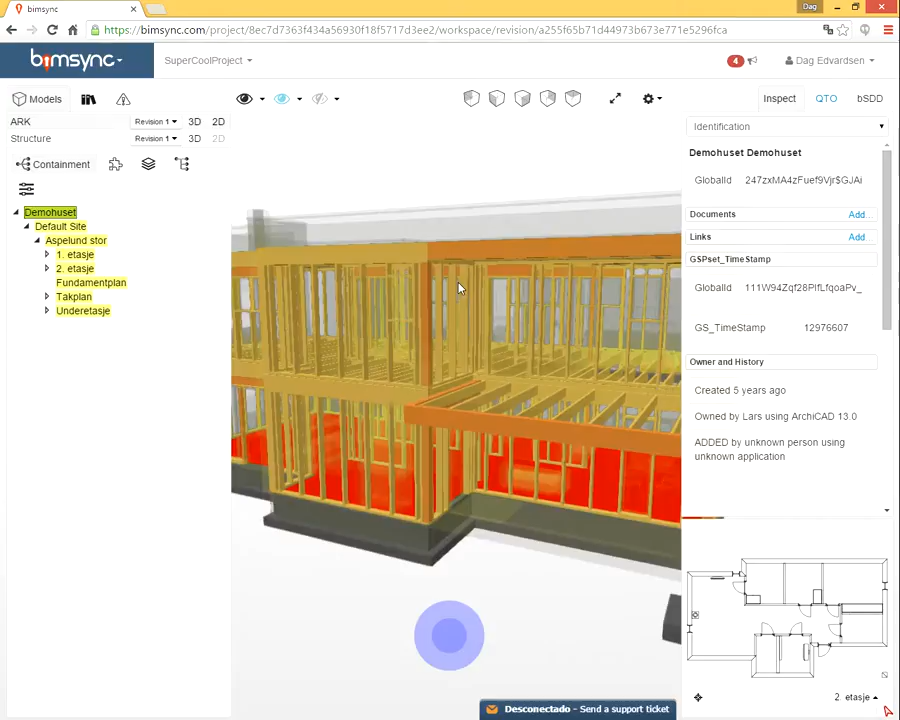 bimsync
Dag
https://bimsync.com/project/8ec7d7363f434a56930f18f5717d3ee2/workspace/revision/a255f65b71d44973b673e771e5296fca
bimsync
SuperCoolProject
4
Dag Edvardsen
Models
Inspect
QTO
bSDD
ARK
Revision 1
3D
2D
Structure
Revision 1
3D
2D
Identification
Containment
Demohuset Demohuset
GlobalId
247zxMA4zFuef9Vjr$GJAi
Demohuset
Default Site
Aspelund stor
1. etasje
2. etasje
Fundamentplan
Takplan
Underetasje
Documents
Add...
Links
Add...
GSPset_TimeStamp
GlobalId
GS_TimeStamp
12976607
Owner and History
Created 5 years ago
Owned by Lars using ArchiCAD 13.0
ADDED by unknown person using
unknown application
2. etasje
Desconectado - Send a support ticket